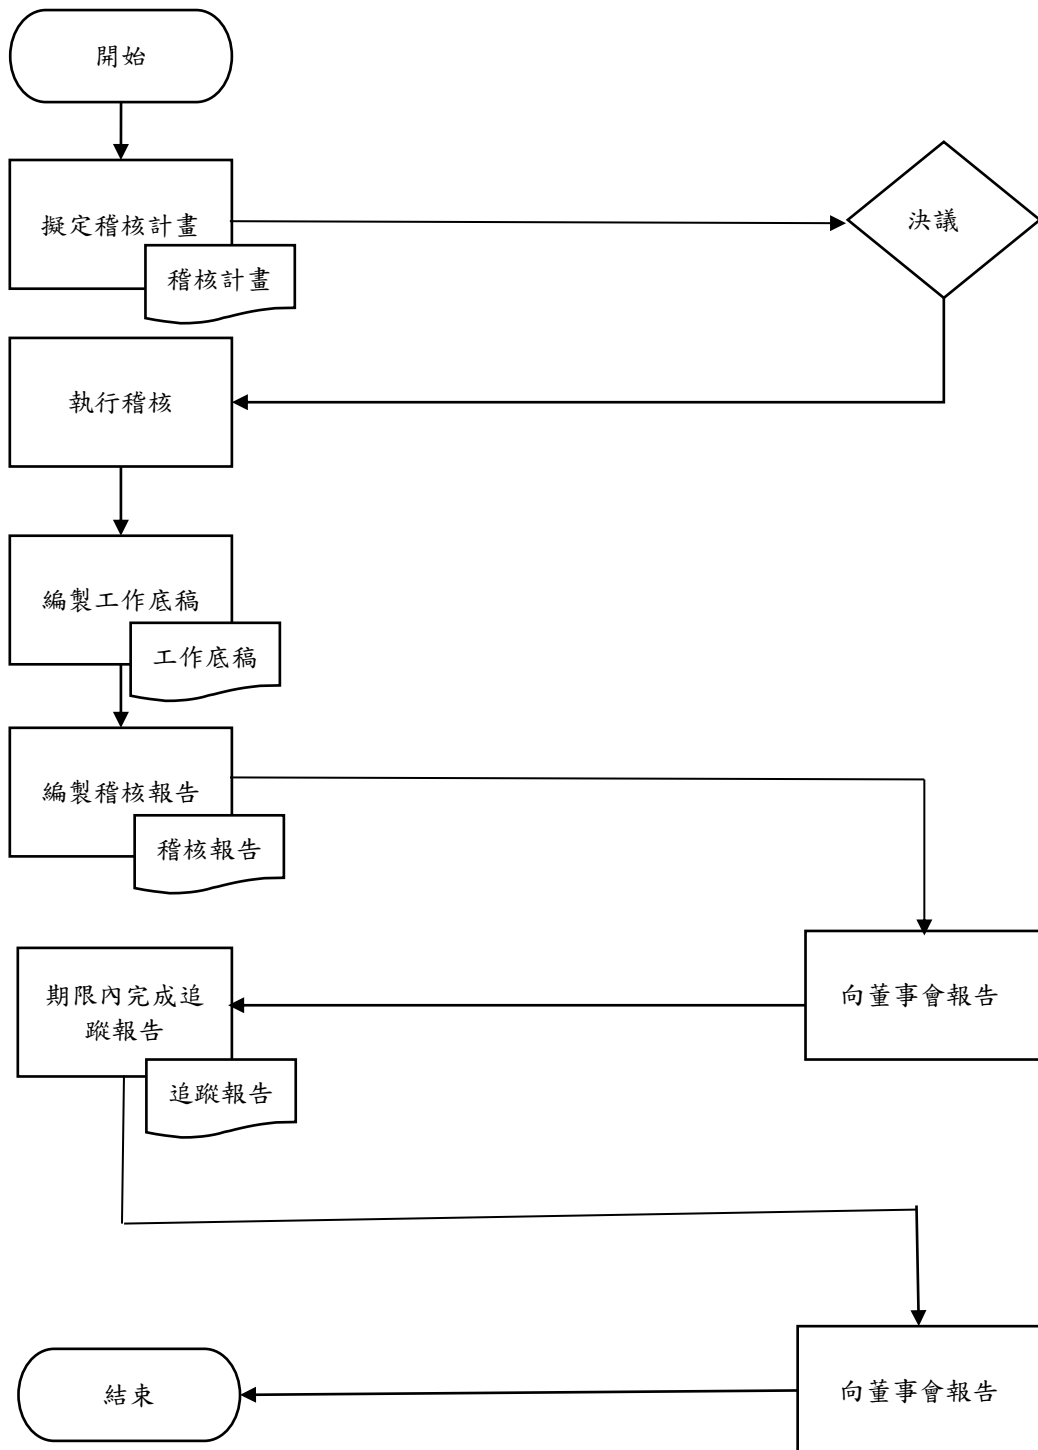 開始
擬定稽核計畫
決議
稽核計畫
執行稽核
編製工作底稿
工作底稿
編製稽核報告
稽核報告
向董事會報告
期限內完成追
蹤報告
追蹤報告
向董事會報告
結束